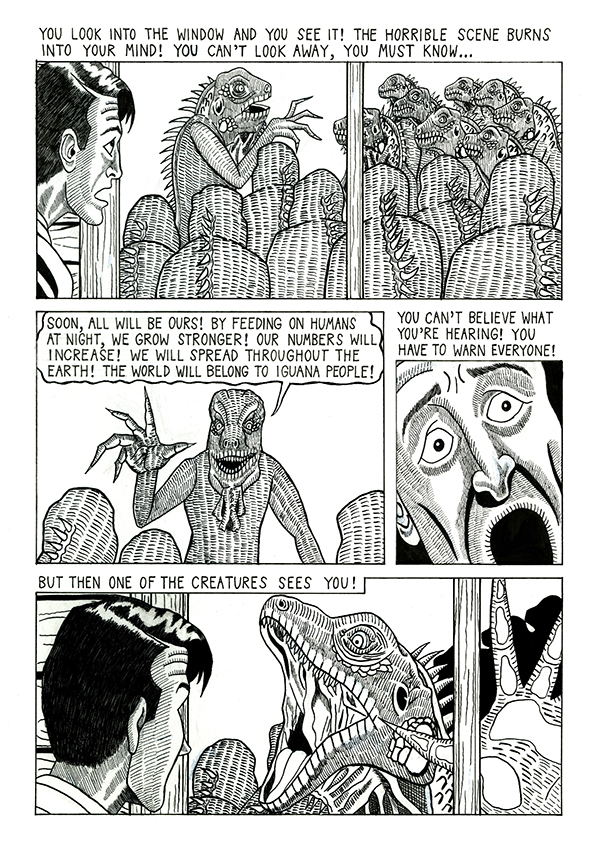 YOU LOOK INTO THE WINDOW AND YOU SEE IT! THE HORRIBLE SCENE BURNS
INTO YOUR MIND! YOU CAN'T LOOK AWAY, YOU MUST KNOW...
SOON, ALL WILL BE OURS! BY FEEDING ON HUMANS
AT NIGHT, WE GROW STRONGER! OUR NUMBERS WILL
INCREASE! WE WILL SPREAD THROUGHOUT THE
EARTH! THE WORLD WILL BELONG TO IGUANA PEOPLE!
YOU CAN'T BELIEVE WHAT
YOU'RE HEARING! YOU
HAVE TO WARN EVERYONE!
BUT THEN ONE OF THE CREATURES SEES YOU!